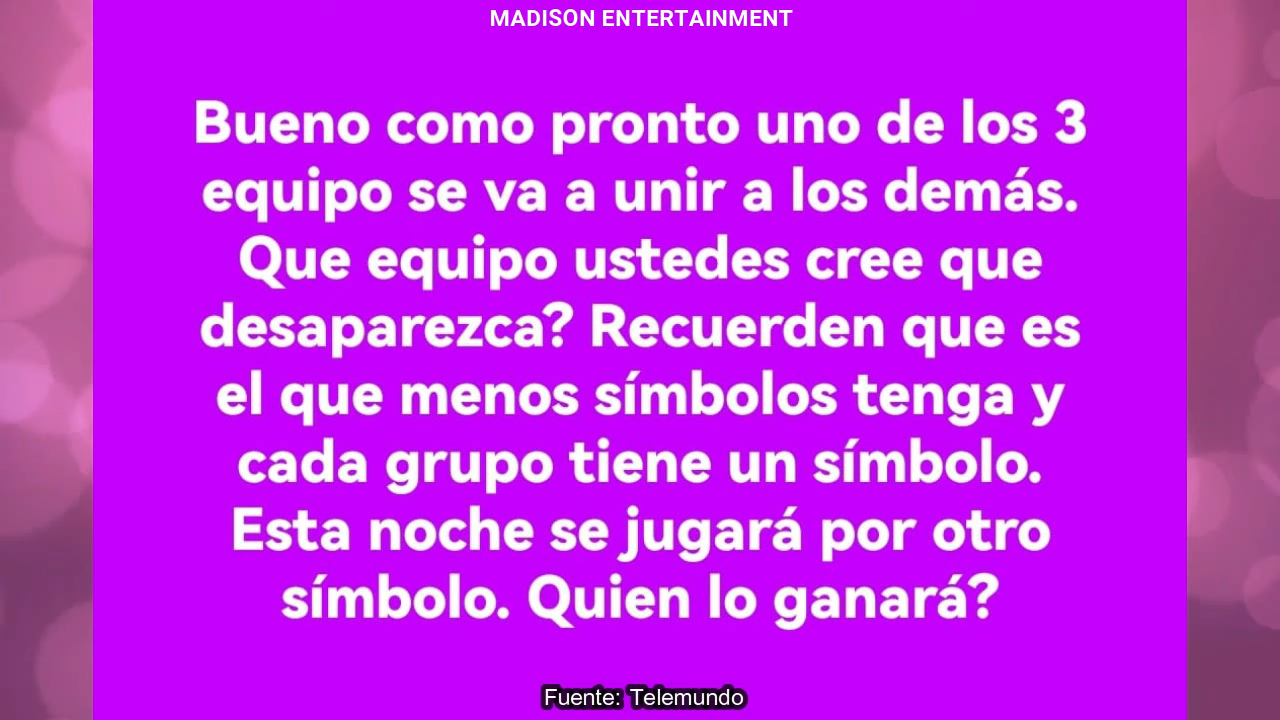 MADISON ENTERTAINMENT
Bueno como pronto uno de los 3
equipo se va a unir a los demás.
Que equipo ustedes cree que
desaparezca? Recuerden que es
el que menos símbolos tenga y
cada grupo tiene un símbolo.
Esta noche se jugará por otro
símbolo. Quien lo ganará?
Fuente: Telemundo